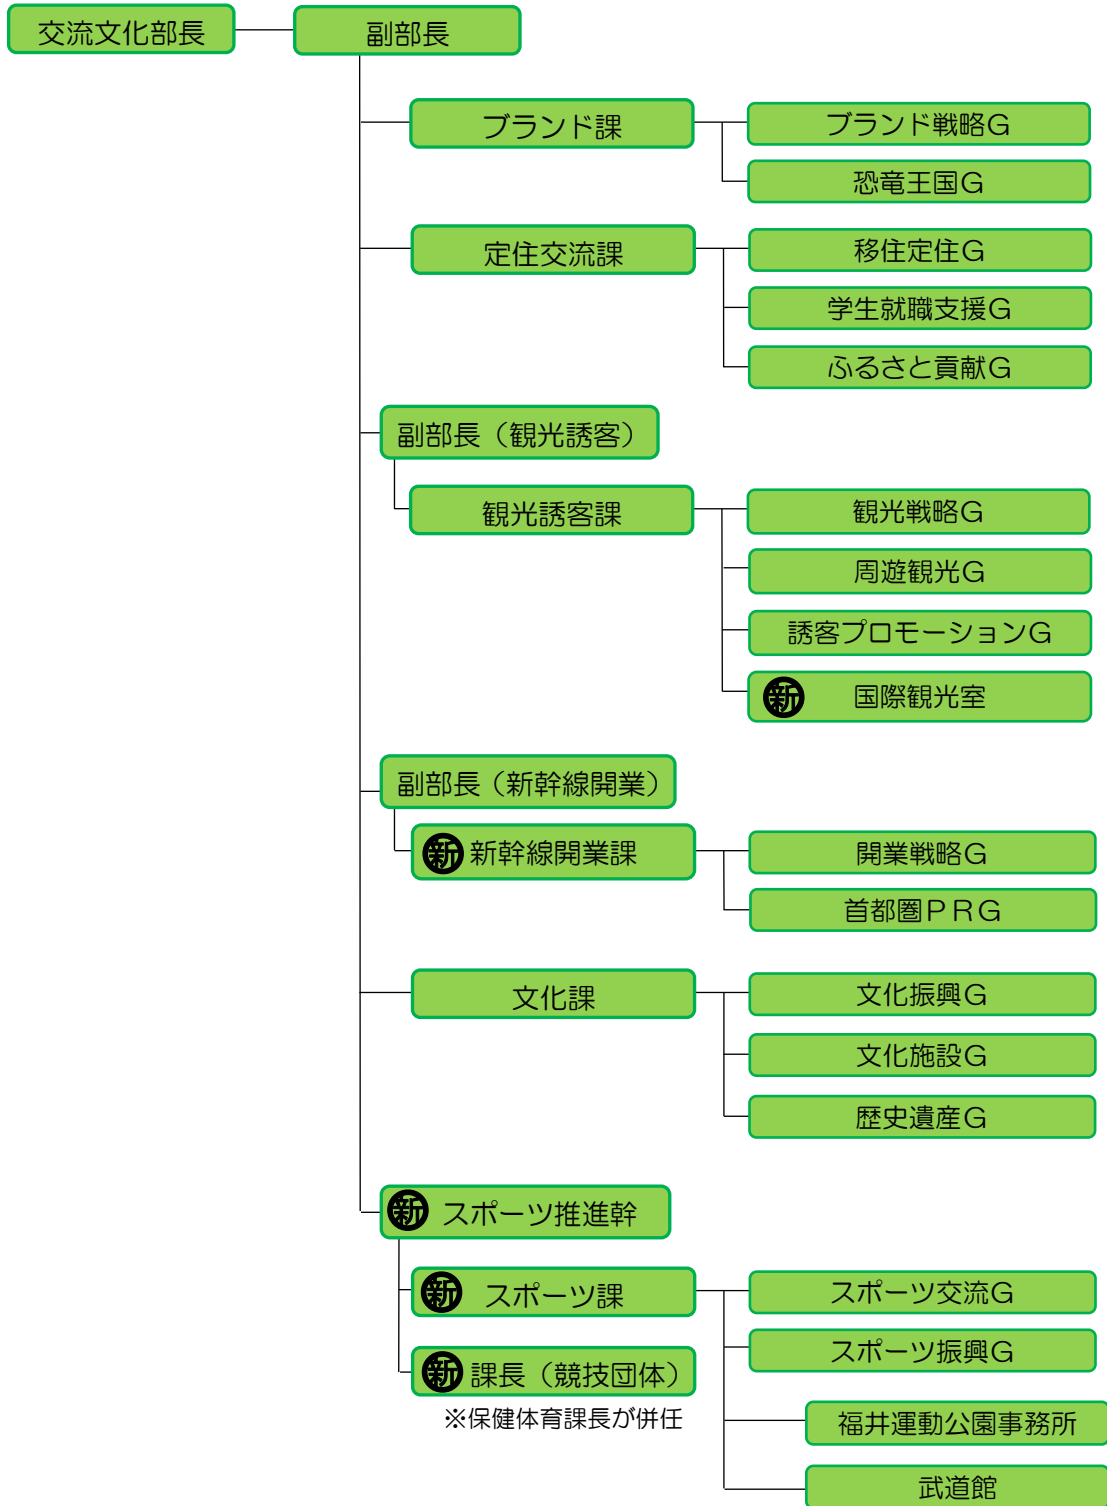 交流文化部長
副部長
ブランド課
ブランド戦略G
恐竜王国G
定住交流課
移住定住G
学生就職支援G
ふるさと貢献G
副部長（観光誘客）
観光誘客課
観光戦略G
周遊観光G
誘客プロモーションG
新 国際観光室
副部長（新幹線開業）
新 新幹線開業課
開業戦略G
首都圏ＰＲＧ
文化課
文化振興G
文化施設G
歴史遺産G
新 スポーツ推進幹
新 スポーツ課
スポーツ交流G
スポーツ振興G
新 課長（競技団体）
※保健体育課長が併任
福井運動公園事務所
武道館